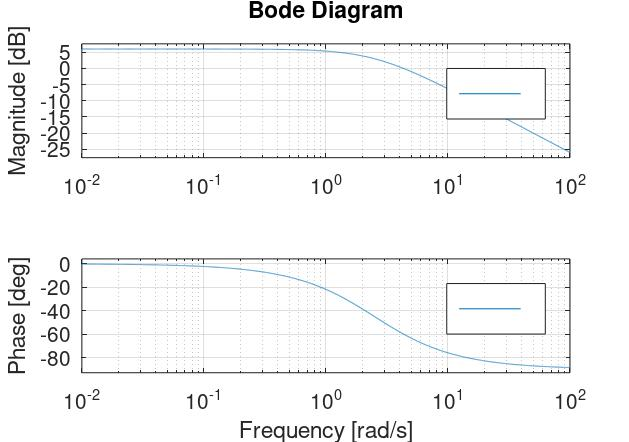 Bode Diagram
Magnitude [dB]
5
0
-5
-10
-15
-20
-25
10^-2 10^-1 10^0 10^1 10^2
Phase [deg]
0
-20
-40
-60
-80
10^-2 10^-1 10^0 10^1 10^2
Frequency [rad/s]